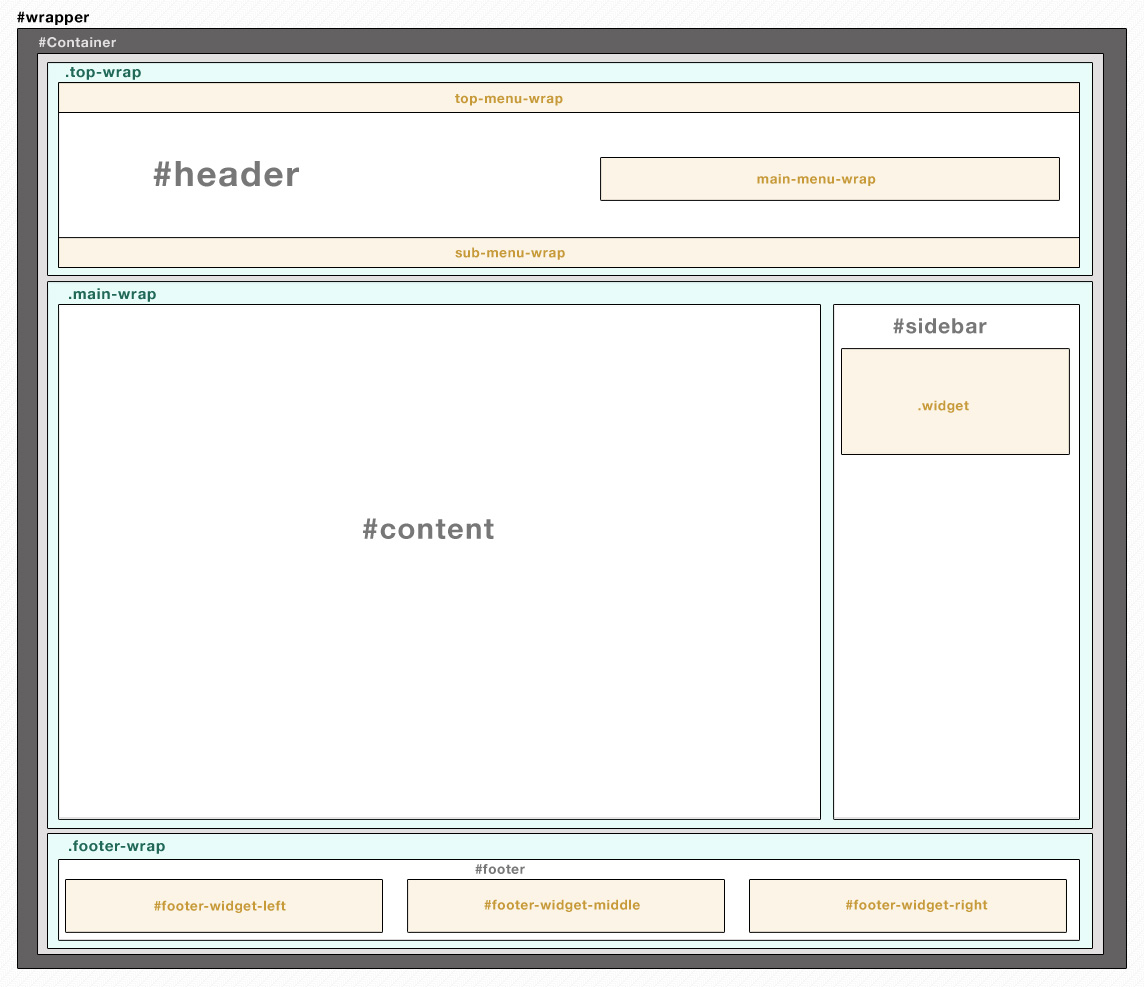 #wrapper
#Container
.top-wrap
top-menu-wrap
#header
main-menu-wrap
sub-menu-wrap
.main-wrap
#sidebar
.widget
#content
.footer-wrap
#footer
#footer-widget-left
#footer-widget-middle
#footer-widget-right